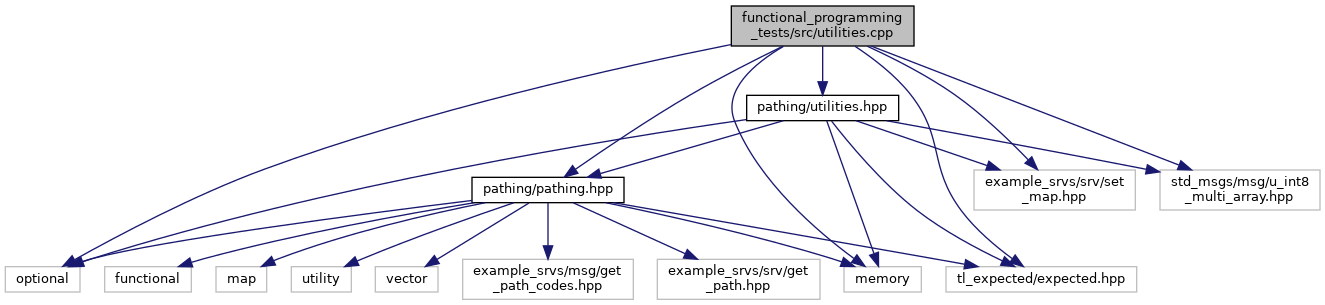 functional_programming
_tests/src/utilities.cpp
pathing/utilities.hpp
pathing/pathing.hpp
example_srvs/srv/set
_map.hpp
std_msgs/msg/u_int8
_multi_array.hpp
optional
functional
map
utility
vector
example_srvs/msg/get
_path_codes.hpp
example_srvs/srv/get
_path.hpp
memory
tl_expected/expected.hpp